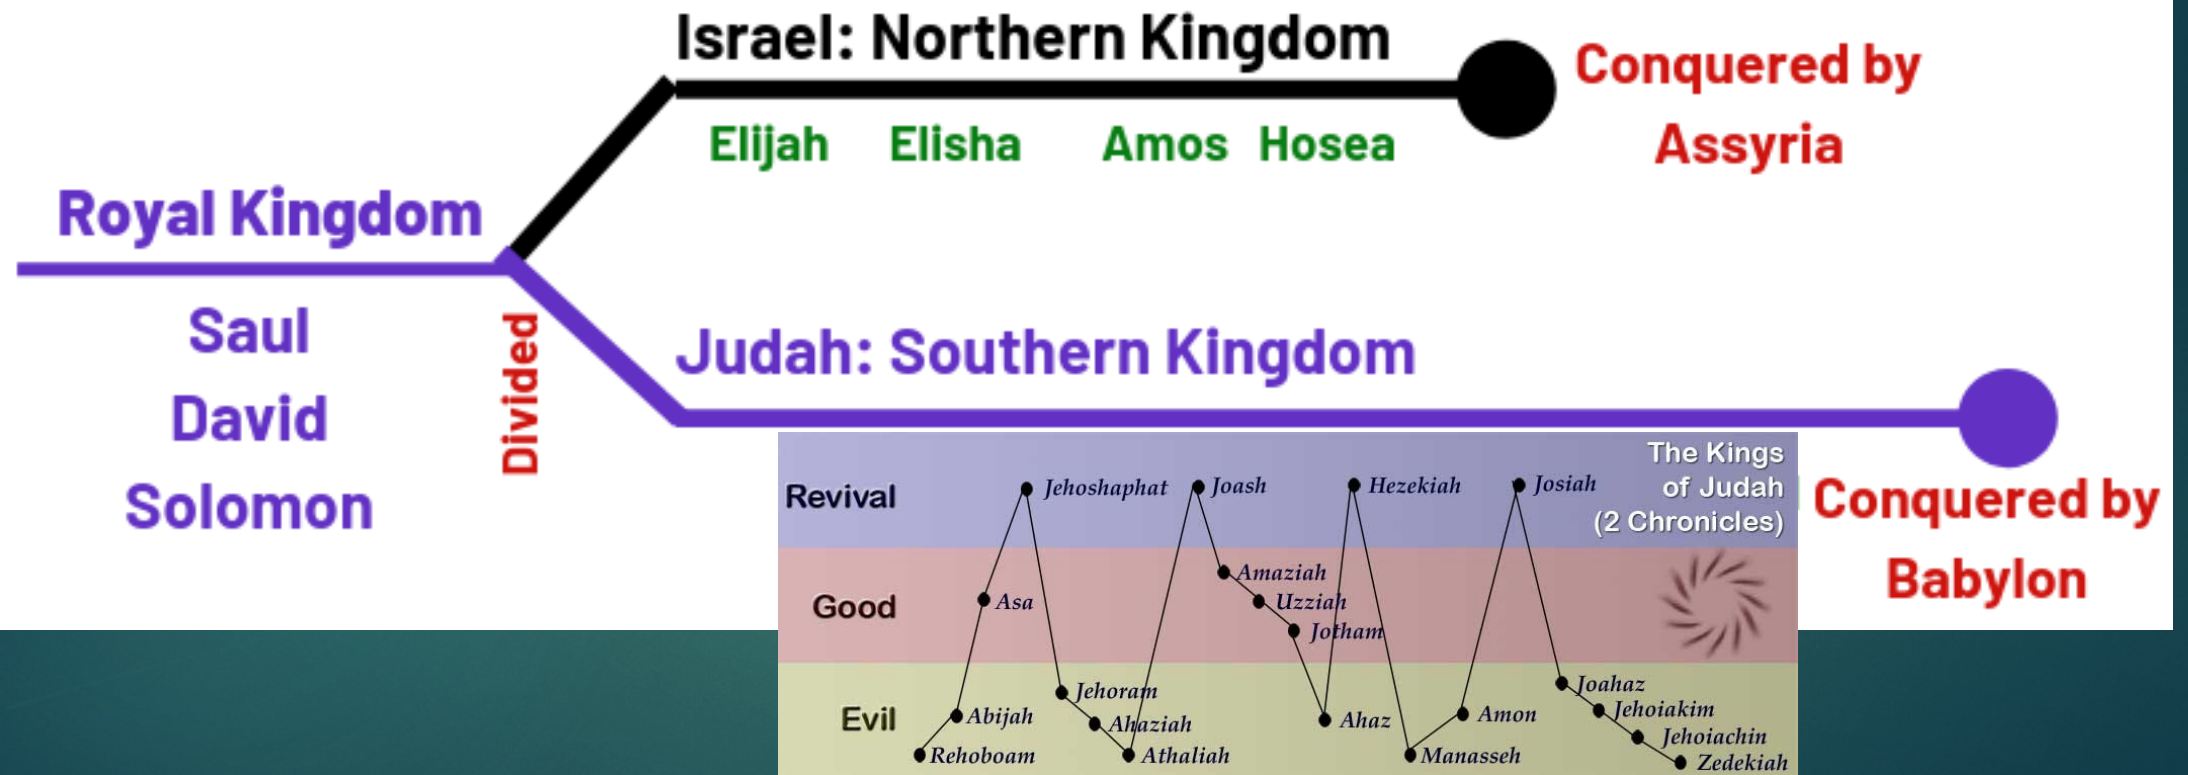 Israel: Northern Kingdom
Conquered by
Assyria
Elijah Elisha Amos Hosea
Royal Kingdom
Saul
David
Solomon
Divided
Judah: Southern Kingdom
Conquered by
Babylon
The Kings
of Judah
(2 Chronicles)
Revival
Jehoshaphat Joash Hezekiah Josiah
Good
Amaziah
Asa Uzziah
Jotham
Evil
Jehoram Joahaz
Abijah Ahaziah Ahaz Amon Jehoiakim
Jehoiachin
Rehoboam Athaliah Manasseh Zedekiah